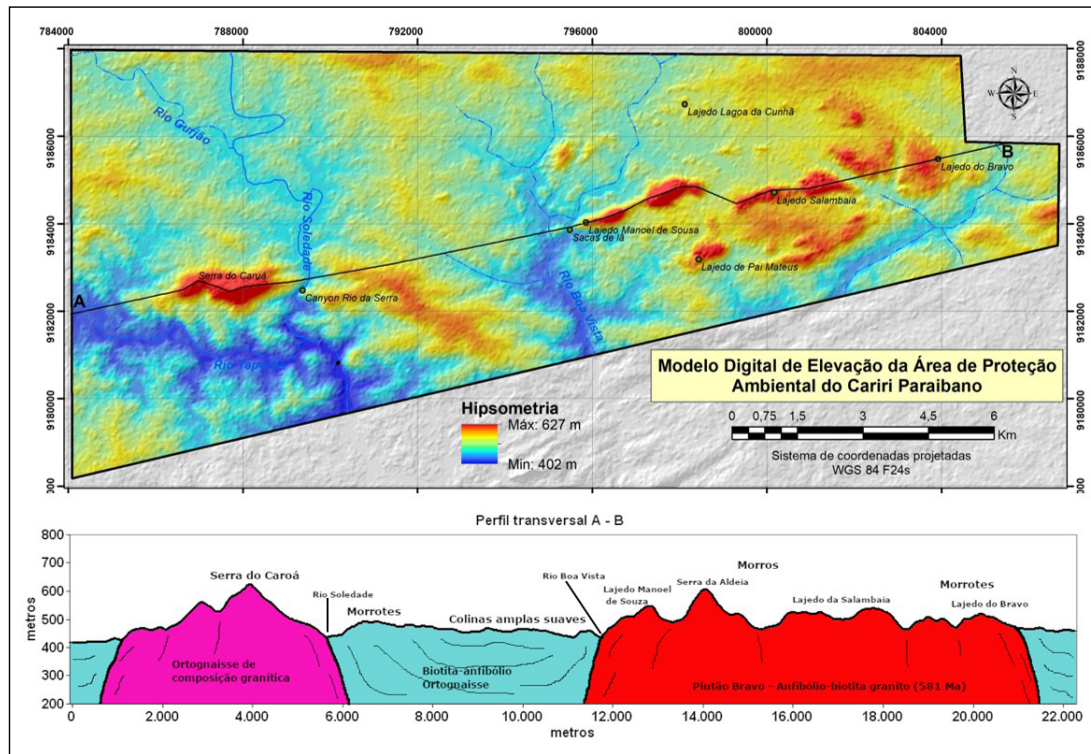 784000 788000 792000 796000 800000 804000
9188000
9188000
N
W E
S
Rio Gurjão
Lajedo Lagoa da Cunhã
9186000
9186000
B
Lajedo do Bravo
Rio Soledade
Lajedo Salambaia
9184000
9184000
Lajedo Manoel de Sousa
Sacas de lã
Lajedo de Pai Mateus
Serra do Caruá
A
Canyon Rio da Serra
Rio Boa Vista
9182000
9182000
Modelo Digital de Elevação da Área de Proteção
Ambiental do Cariri Paraibano
9180000
9180000
Hipsometria
Máx: 627 m
Min: 402 m
0 0,75 1,5 3 4,5 6
Km
Sistema de coordenadas projetadas
WGS 84 F24s
Perfil transversal A - B
metros
800
700
600
500
400
300
200
Serra do Caroá
Rio Soledade
Morrotes
Colinas amplas suaves
Rio Boa Vista
Lajedo Manoel
de Souza
Serra da Aldeia
Morros
Lajedo da Salambaia
Morrotes
Lajedo do Bravo
Ortognaisse de
composição granítica
Biotita-anfibólio
Ortognaisse
Plutão Bravo - Anfibólio-biotita granito (581 Ma)
0 2.000 4.000 6.000 8.000 10.000 12.000 14.000 16.000 18.000 20.000 22.000
metros